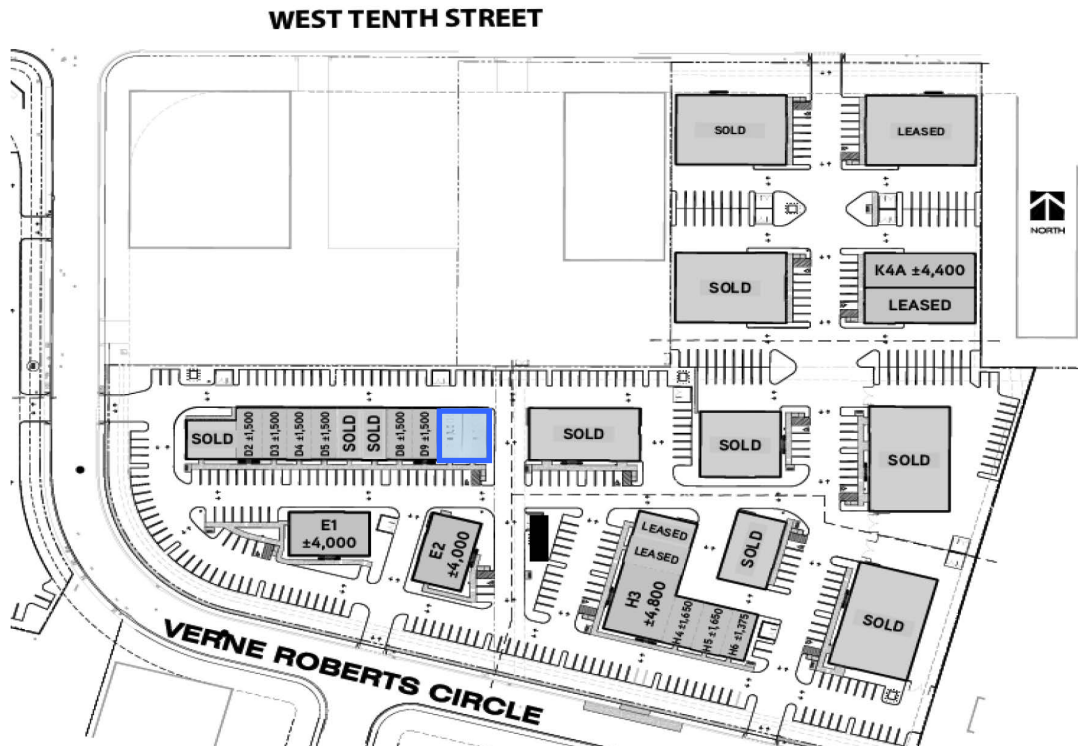 WEST TENTH STREET
SOLD
LEASED
NORTH
SOLD
K4A ±4,400
LEASED
SOLD
D2 ±1,500
D3 ±1,500
D4 ±1,500
D5 ±1,500
SOLD
SOLD
D8 ±1,500
D9 ±1,500
SOLD
SOLD
SOLD
E1
±4,000
E2
±4,000
LEASED
LEASED
H3
±4,800
H4 ±1,650
H5 ±1,650
H6 ±1,375
SOLD
SOLD
VERNE ROBERTS CIRCLE